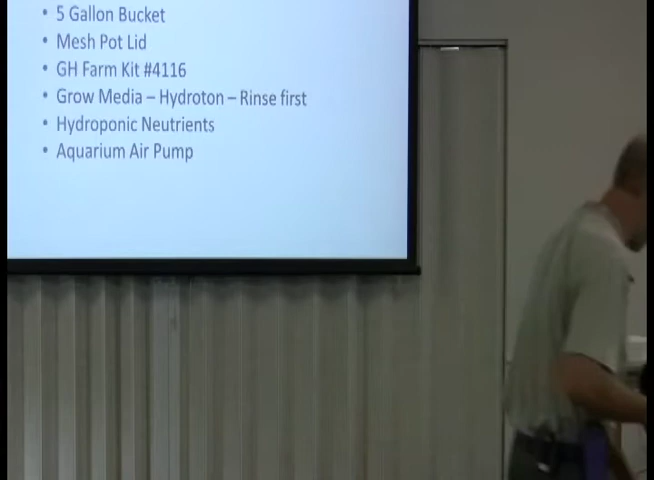 • 5 Gallon Bucket
• Mesh Pot Lid
• GH Farm Kit #4116
• Grow Media – Hydroton – Rinse first
• Hydroponic Neutrients
• Aquarium Air Pump